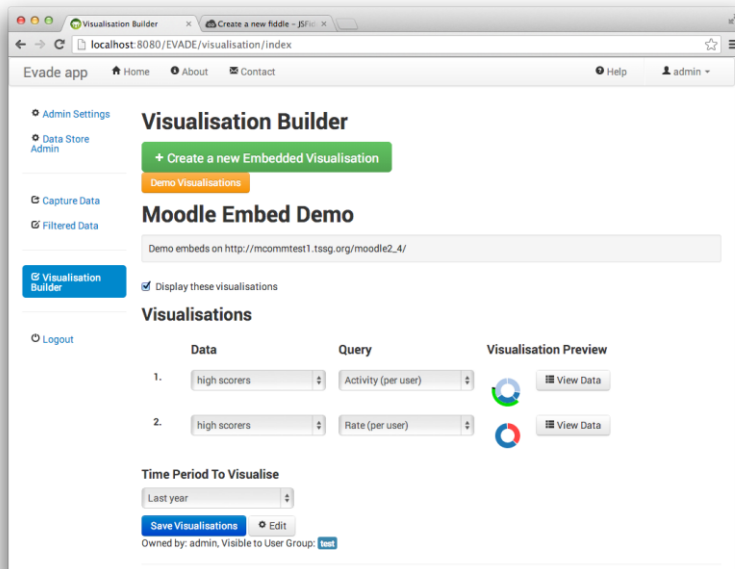 Visualisation Builder
Create a new fiddle – JSFid
localhost:8080/EVADE/visualisation/index
Evade app Home About Contact Help admin
Admin Settings
Data Store
Admin
Capture Data
Filtered Data
Visualisation
Builder
Logout
Visualisation Builder
+ Create a new Embedded Visualisation
Demo Visualisations
Moodle Embed Demo
Demo embeds on http://mcommtest1.tssg.org/moodle2_4/
Display these visualisations
Visualisations
Data Query Visualisation Preview
1. high scorers Activity (per user) View Data
2. high scorers Rate (per user) View Data
Time Period To Visualise
Last year
Save Visualisations Edit
Owned by: admin, Visible to User Group: test